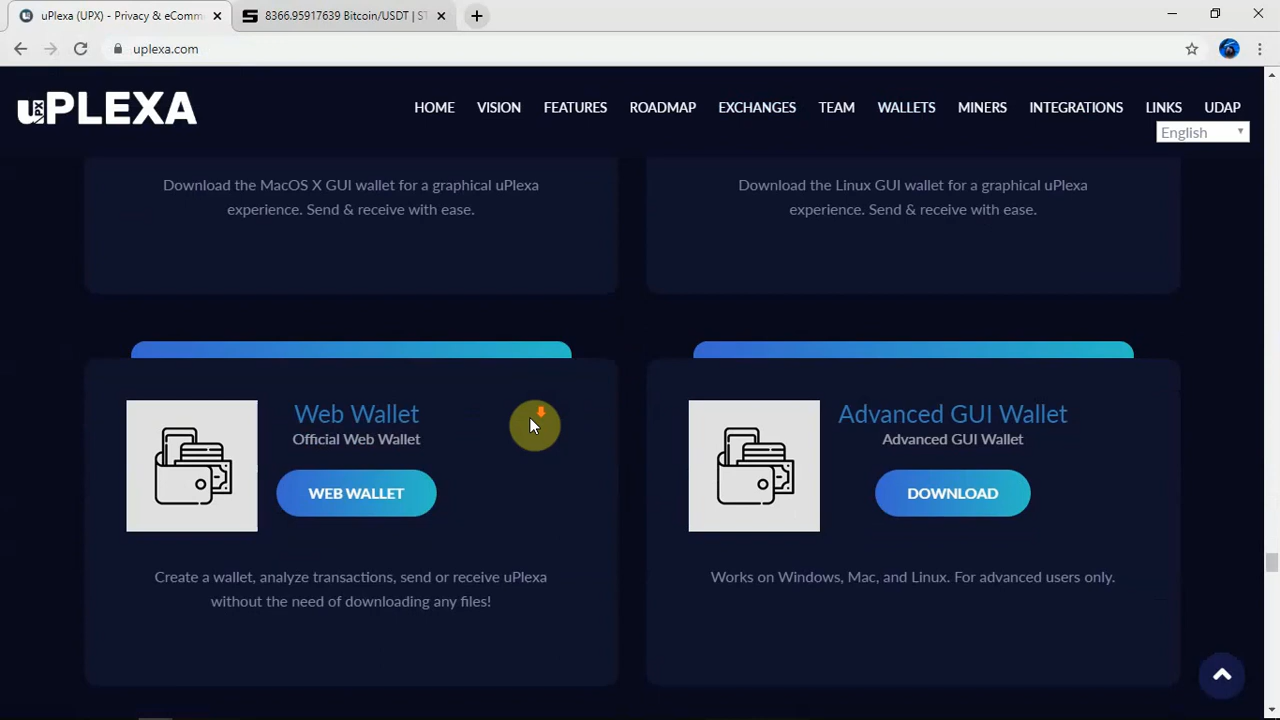 uPlexa (UPX) - Privacy & eComm
8366.95917639 Bitcoin/USDT | ST
uplexa.com
uPLEXA
HOME VISION FEATURES ROADMAP EXCHANGES TEAM WALLETS MINERS INTEGRATIONS LINKS UDAP
English
Download the MacOS X GUI wallet for a graphical uPlexa
experience. Send & receive with ease.
Download the Linux GUI wallet for a graphical uPlexa
experience. Send & receive with ease.
Web Wallet
Official Web Wallet
WEB WALLET
Create a wallet, analyze transactions, send or receive uPlexa
without the need of downloading any files!
Advanced GUI Wallet
Advanced GUI Wallet
DOWNLOAD
Works on Windows, Mac, and Linux. For advanced users only.